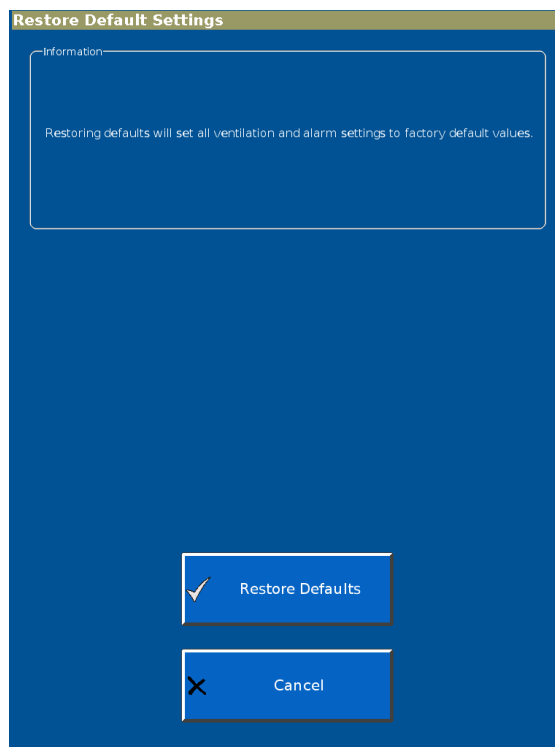 Restore Default Settings
Information
Restoring defaults will set all ventilation and alarm settings to factory default values.
Restore Defaults
Cancel